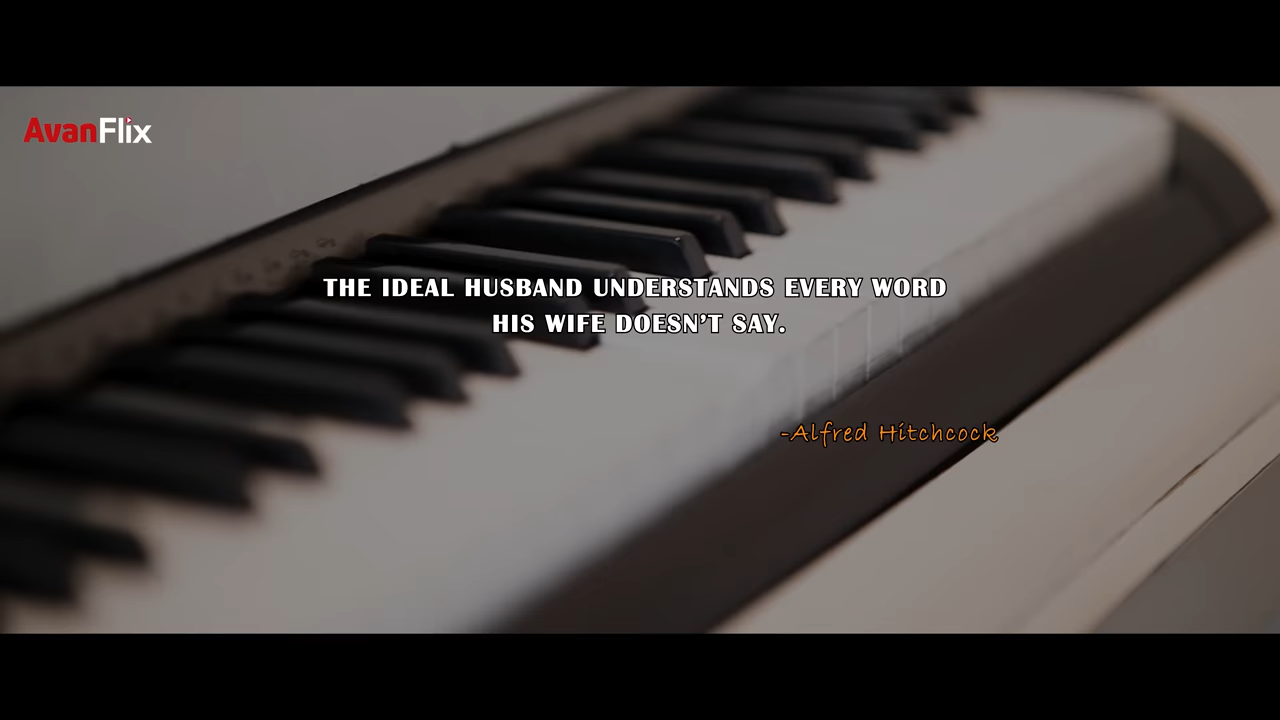 AvanFlix
THE IDEAL HUSBAND UNDERSTANDS EVERY WORD
HIS WIFE DOESN’T SAY.
-Alfred Hitchcock